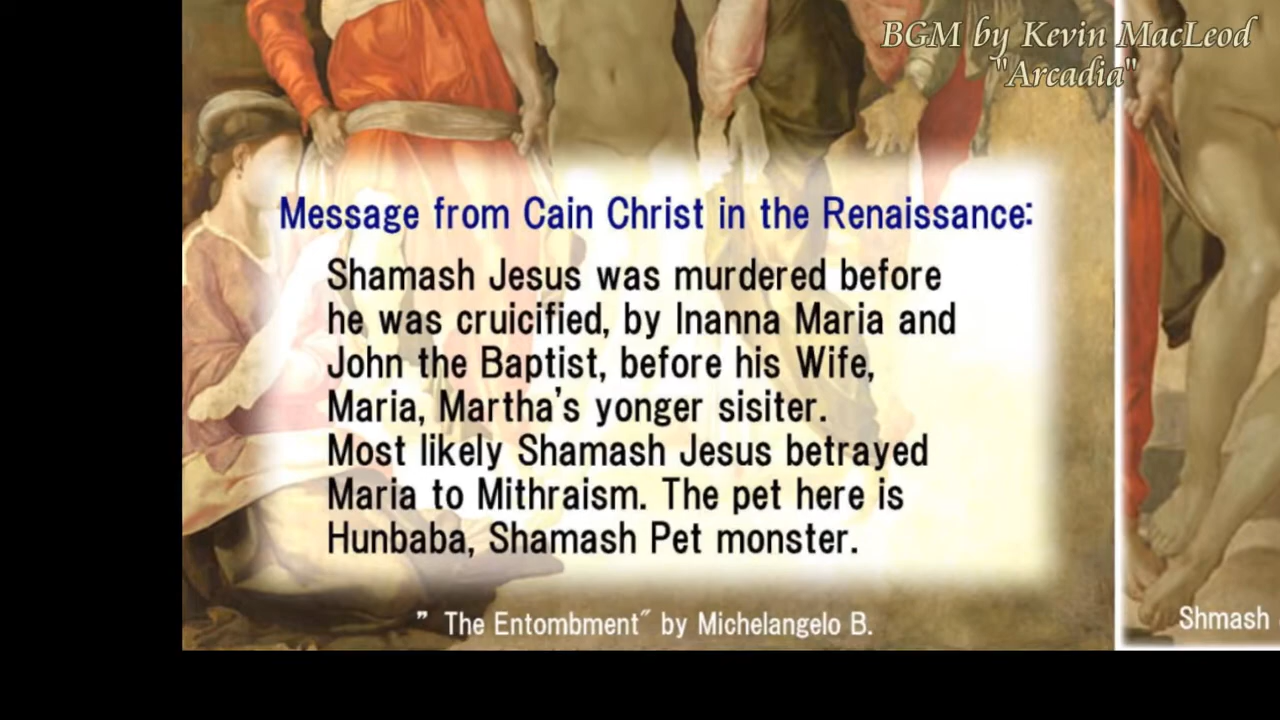 BGM by Kevin MacLeod
"Arcadia"
Message from Cain Christ in the Renaissance:
Shamash Jesus was murdered before
he was cruicified, by Inanna Maria and
John the Baptist, before his Wife,
Maria, Martha's yonger sisiter.
Most likely Shamash Jesus betrayed
Maria to Mithraism. The pet here is
Hunbaba, Shamash Pet monster.
" The Entombment" by Michelangelo B.
Shmash